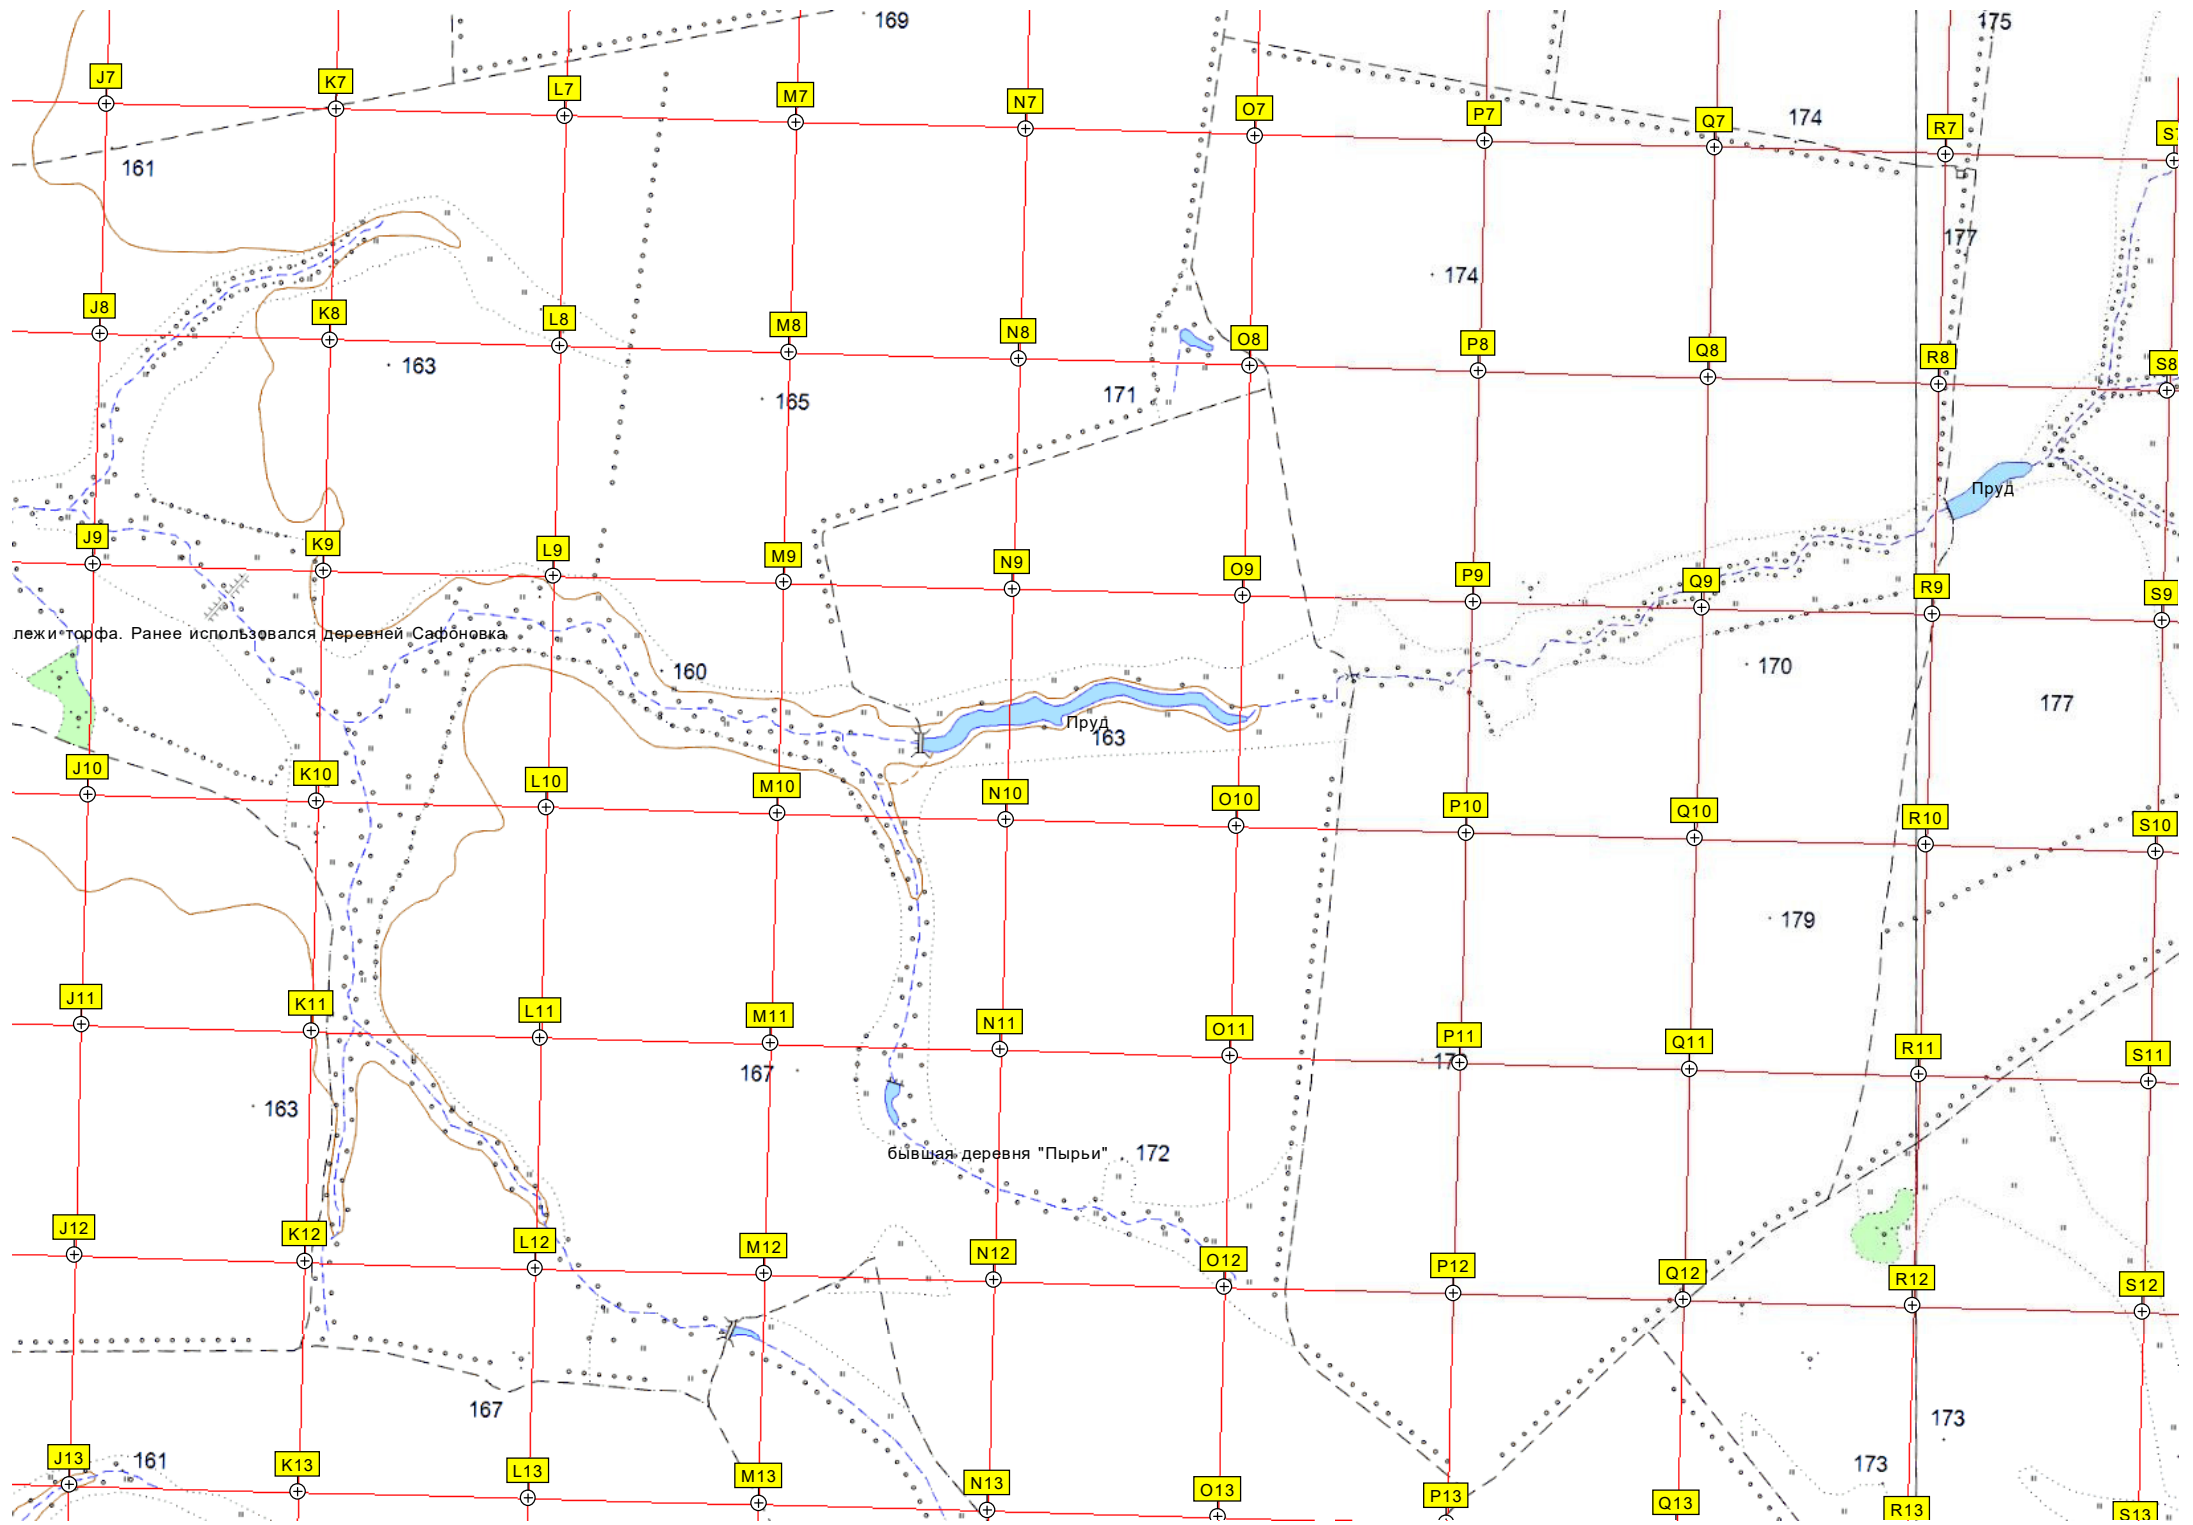 169
175
J7
K7
L7
M7
N7
O7
P7
Q7
174
R7
161
177
174
J8
K8
L8
M8
N8
O8
P8
Q8
R8
S8
163
165
171
Пруд
J9
K9
L9
M9
N9
O9
P9
Q9
R9
S9
лежи торфа. Ранее использовался деревней Сафоновка
160
170
177
Пруд
163
J10
K10
L10
M10
N10
O10
P10
Q10
R10
S10
179
J11
K11
L11
M11
N11
O11
P11
Q11
R11
S11
167
163
бывшая деревня "Пырьи"
172
J12
K12
L12
M12
N12
O12
P12
Q12
R12
S12
167
173
161
173
J13
K13
L13
M13
N13
O13
P13
Q13
R13
S13